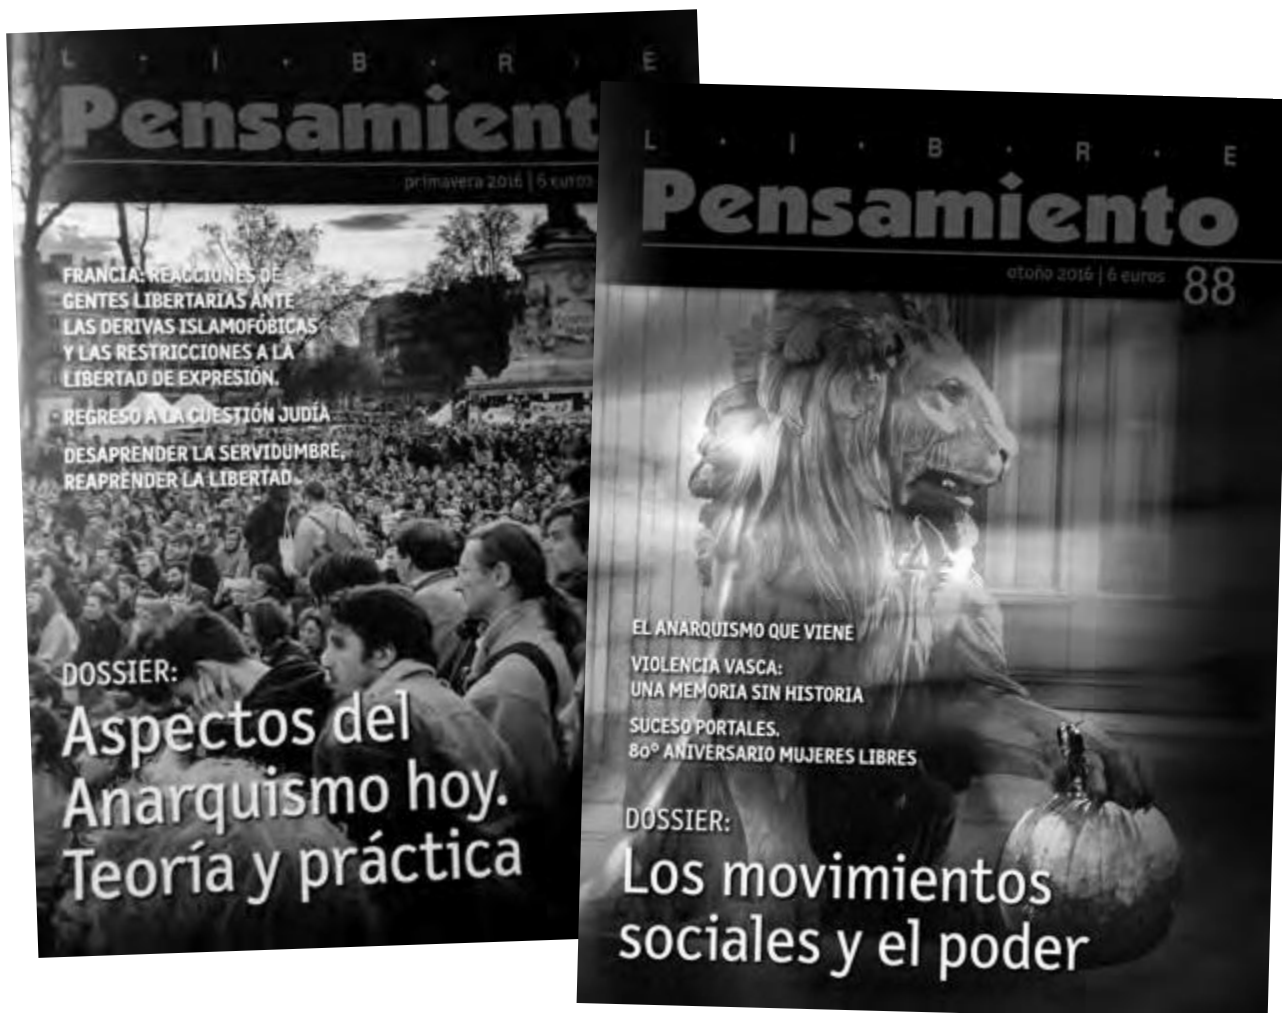 L · I · B · R · E
Pensamient
primavera 2016 | 6 euros
FRANCIA: REACCIONES DE
GENTES LIBERTARIAS ANTE
LAS DERIVAS ISLAMOFÓBICAS
Y LAS RESTRICCIONES A LA
LIBERTAD DE EXPRESIÓN.
REGRESO A LA CUESTIÓN JUDÍA
DESAPRENDER LA SERVIDUMBRE,
REAPRENDER LA LIBERTAD.
DOSSIER:
Aspectos del
Anarquismo hoy.
Teoría y práctica
L · I · B · R · E
Pensamiento
otoño 2016 | 6 euros 88
EL ANARQUISMO QUE VIENE
VIOLENCIA VASCA:
UNA MEMORIA SIN HISTORIA
SUCESO PORTALES.
80º ANIVERSARIO MUJERES LIBRES
DOSSIER:
Los movimientos
sociales y el poder